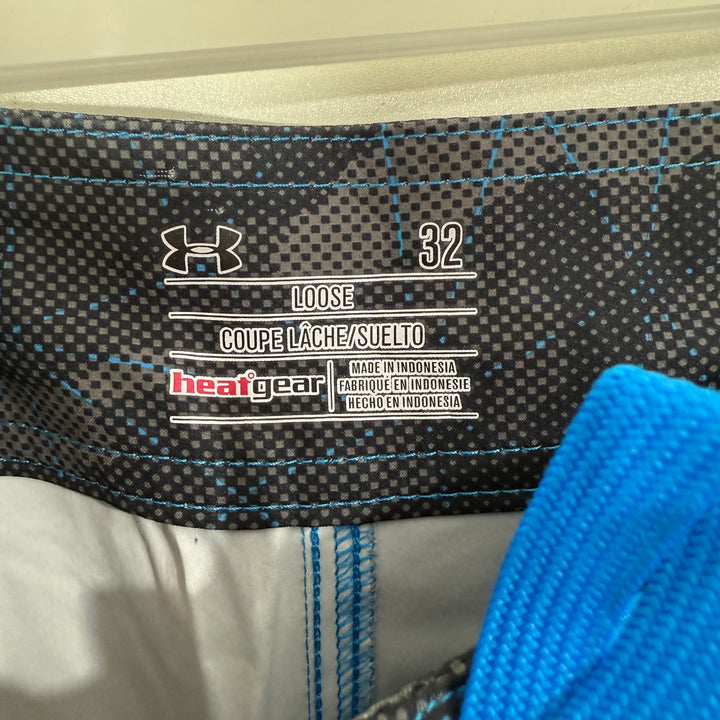 32
LOOSE
COUPE LÂCHE/SUELTO
heatgear
MADE IN INDONESIA
FABRIQUÉ EN INDONESIE
HECHO EN INDONESIA